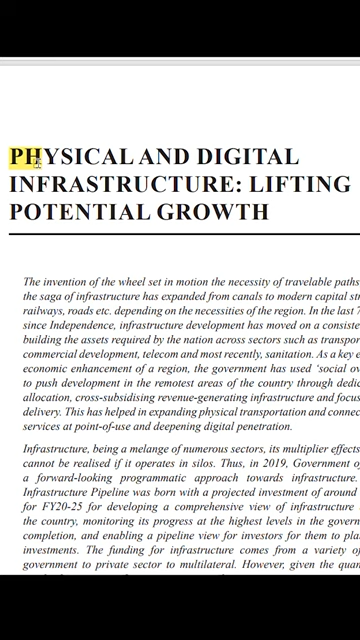 PHYSICAL AND DIGITAL
INFRASTRUCTURE: LIFTING
POTENTIAL GROWTH
The invention of the wheel set in motion the necessity of travelable paths
the saga of infrastructure has expanded from canals to modern capital
railways, roads etc. depending on the necessities of the region. In the last
since Independence, infrastructure development has moved on a
building the assets required by the nation across sectors such as
commercial development, telecom and most recently, sanitation. As a key
economic enhancement of a region, the government has used ‘social
to push development in the remotest areas of the country through
allocation, cross-subsidising revenue-generating infrastructure and
delivery. This has helped in expanding physical transportation and
services at point-of-use and deepening digital penetration.
Infrastructure, being a melange of numerous sectors, its multiplier effects
cannot be realised if it operates in silos. Thus, in 2019, Government
a forward-looking programmatic approach towards infrastructure.
Infrastructure Pipeline was born with a projected investment of around
for FY20-25 for developing a comprehensive view of infrastructure
the country, monitoring its progress at the highest levels in the
completion, and enabling a pipeline view for investors for them to
investments. The funding for infrastructure comes from a variety
government to private sector to multilateral. However, given the